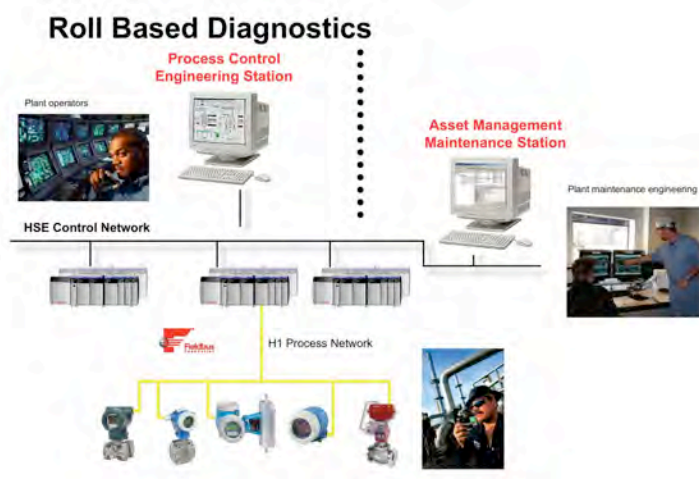 Roll Based Diagnostics
Process Control
Engineering Station
Plant operators
Asset Management
Maintenance Station
Plant maintenance engineering
HSE Control Network
Fieldbus
H1 Process Network